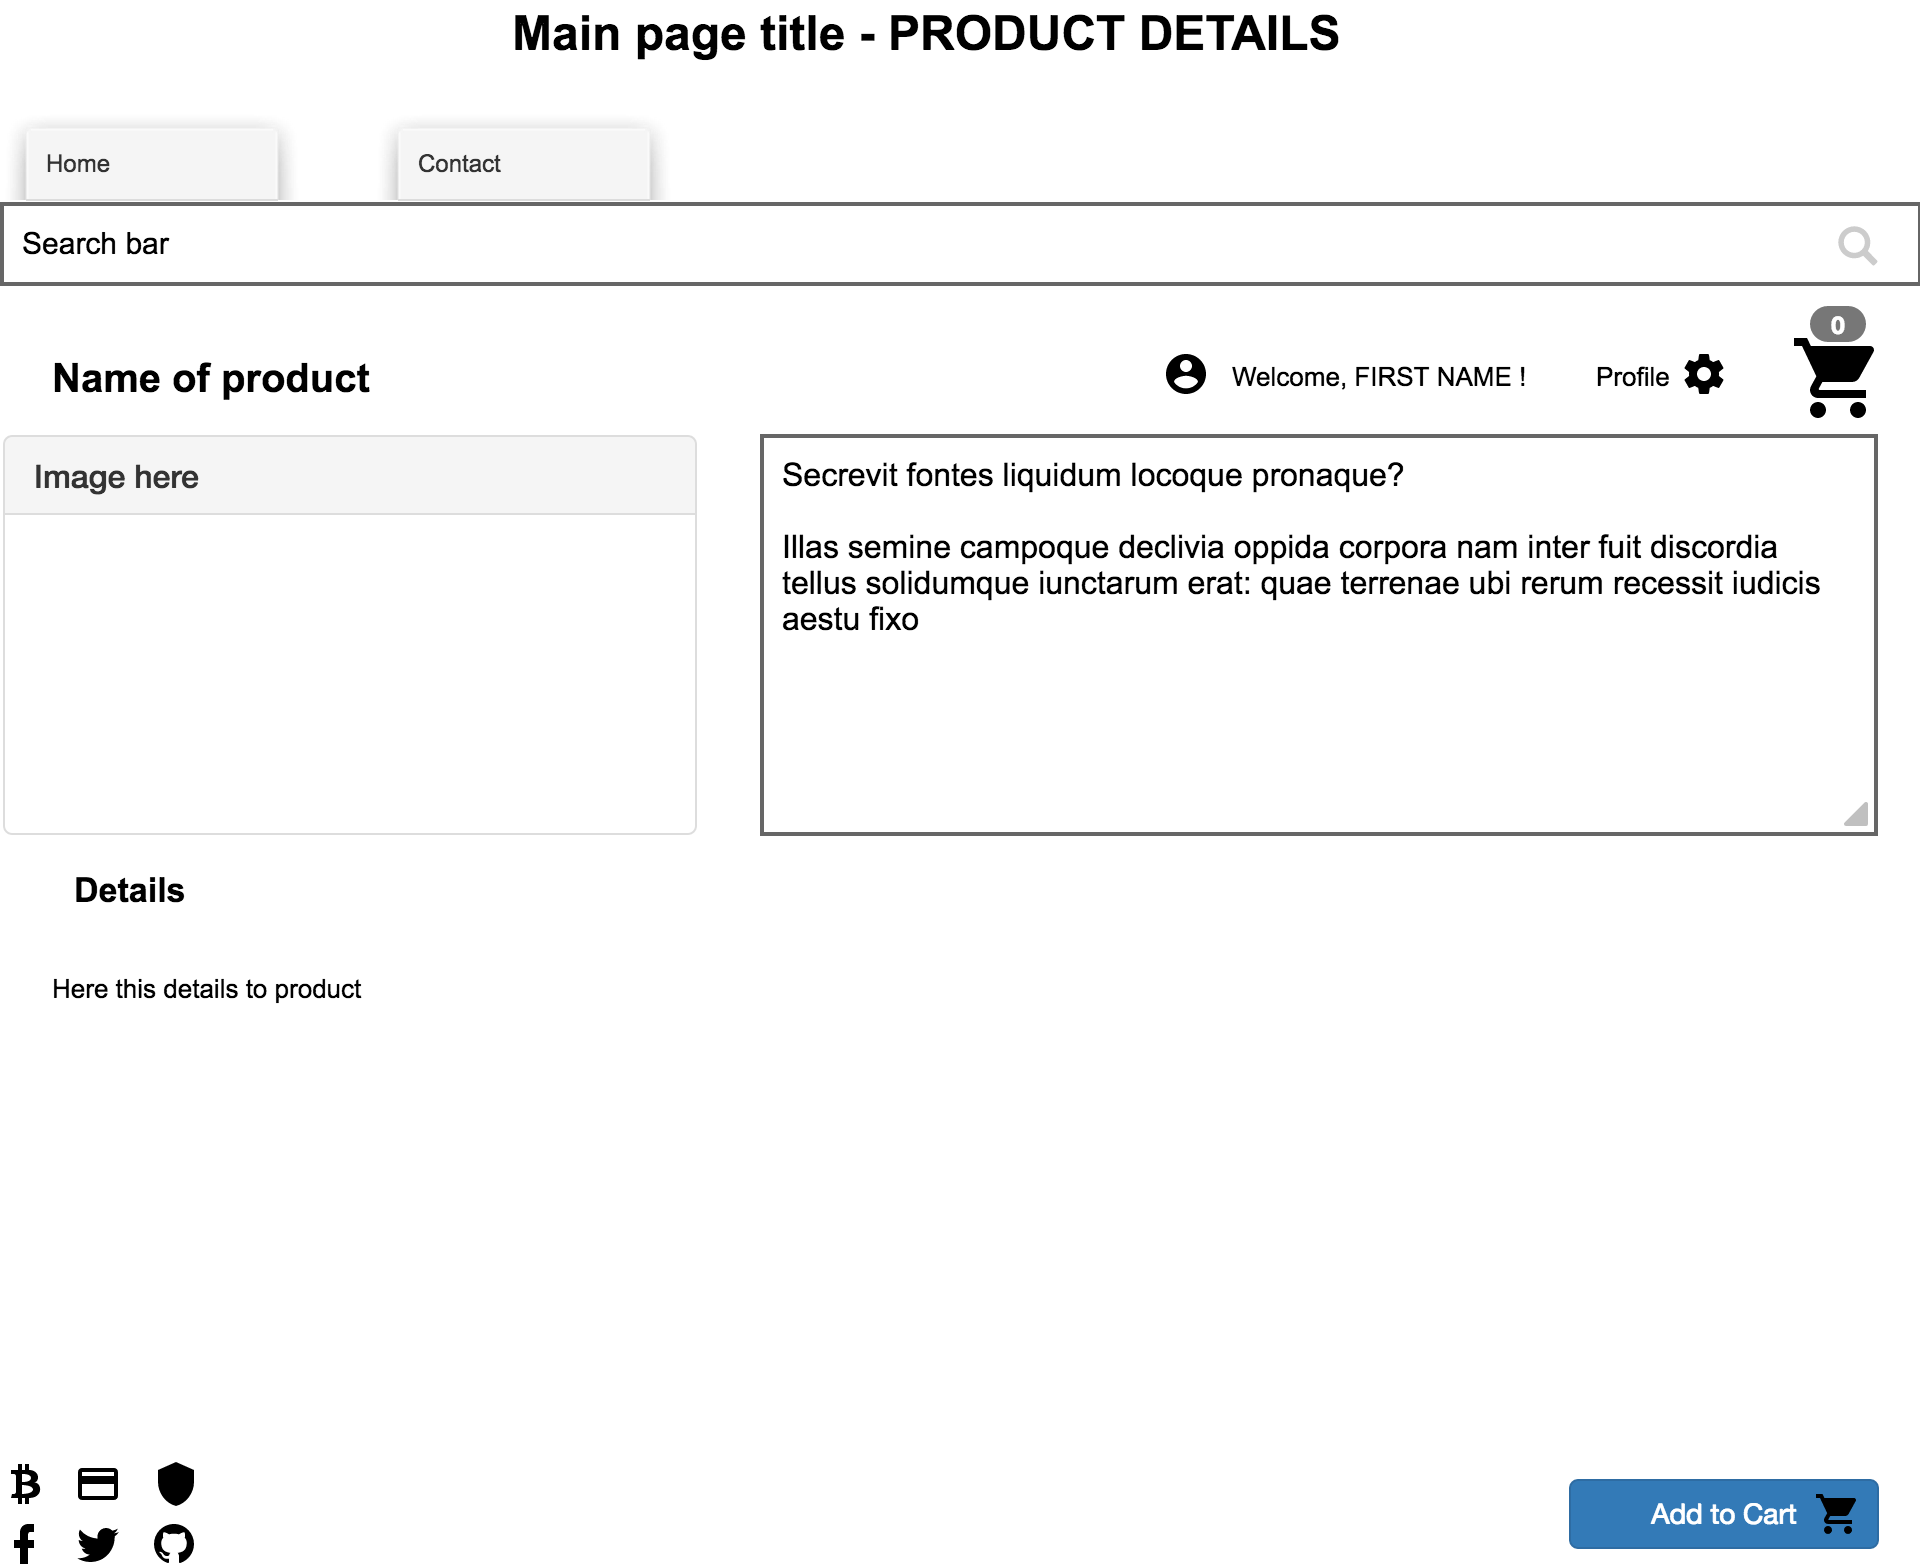 Main page title - PRODUCT DETAILS
Home
Contact
Search bar
0
Name of product
Welcome, FIRST NAME !
Profile
Image here
Secrevit fontes liquidum locoque pronaque?
Illas semine campoque declivia oppida corpora nam inter fuit discordia
tellus solidumque iunctarum erat: quae terrenae ubi rerum recessit iudicis
aestu fixo
Details
Here this details to product
Add to Cart